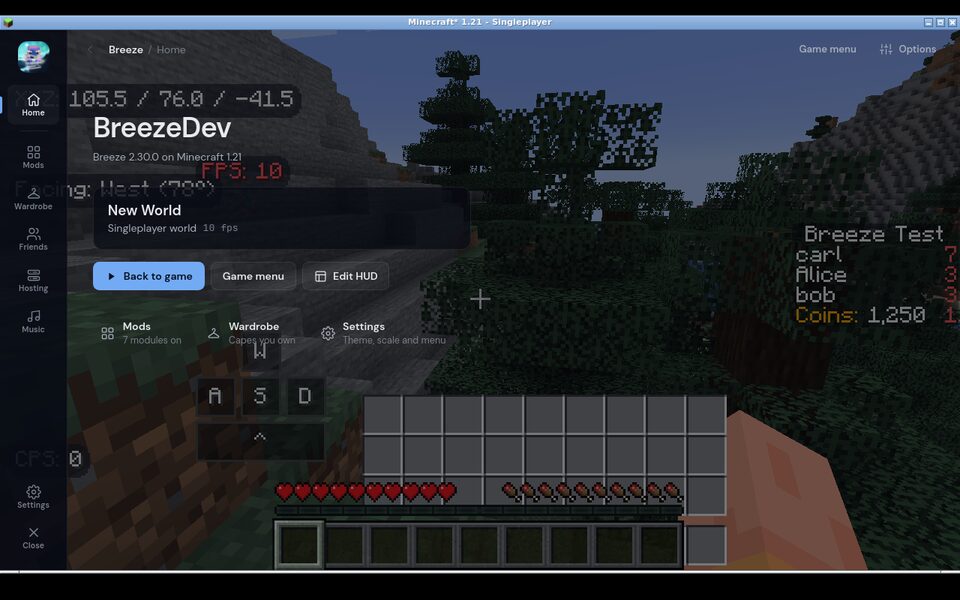 Minecraft* 1.21 - Singleplayer
Breeze / Home
Game menu
Options
Home
Mods
Wardrobe
Friends
Hosting
Music
Settings
Close
XYZ: 105.5 / 76.0 / -41.5
BreezeDev
Breeze 2.30.0 on Minecraft 1.21
FPS: 10
Facing: West (78°)
New World
Singleplayer world 10 fps
Back to game
Game menu
Edit HUD
Mods
7 modules on
Wardrobe
Capes you own
Settings
Theme, scale and menu
W
A S D
^
CPS: 0
Breeze Test
carl 7
Alice 3
bob 3
Coins: 1,250 1